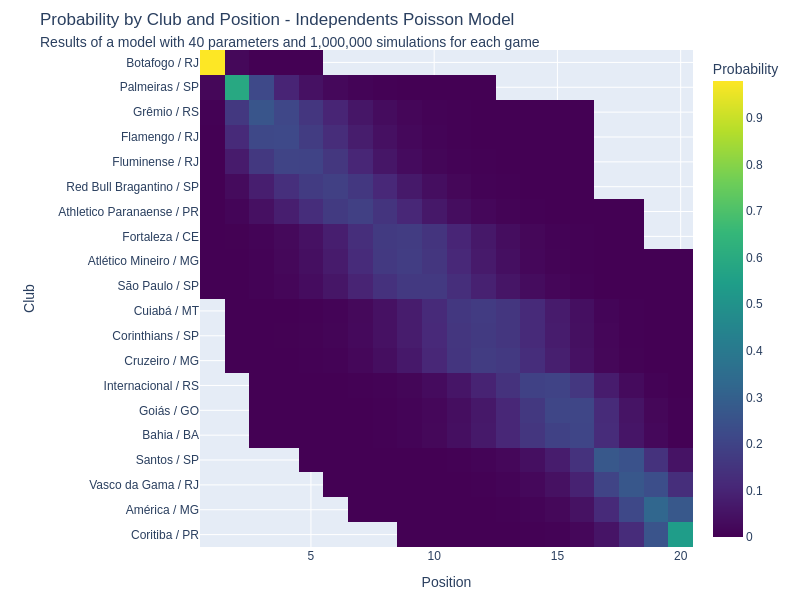 Probability by Club and Position - Independents Poisson Model
Results of a model with 40 parameters and 1,000,000 simulations for each game
Probability
Botafogo / RJ
Palmeiras / SP
Grêmio / RS
Flamengo / RJ
Fluminense / RJ
Red Bull Bragantino / SP
Athletico Paranaense / PR
Fortaleza / CE
Atlético Mineiro / MG
São Paulo / SP
Cuiabá / MT
Corinthians / SP
Cruzeiro / MG
Internacional / RS
Goiás / GO
Bahia / BA
Santos / SP
Vasco da Gama / RJ
América / MG
Coritiba / PR
Club
0.9
0.8
0.7
0.6
0.5
0.4
0.3
0.2
0.1
0
5 10 15 20
Position